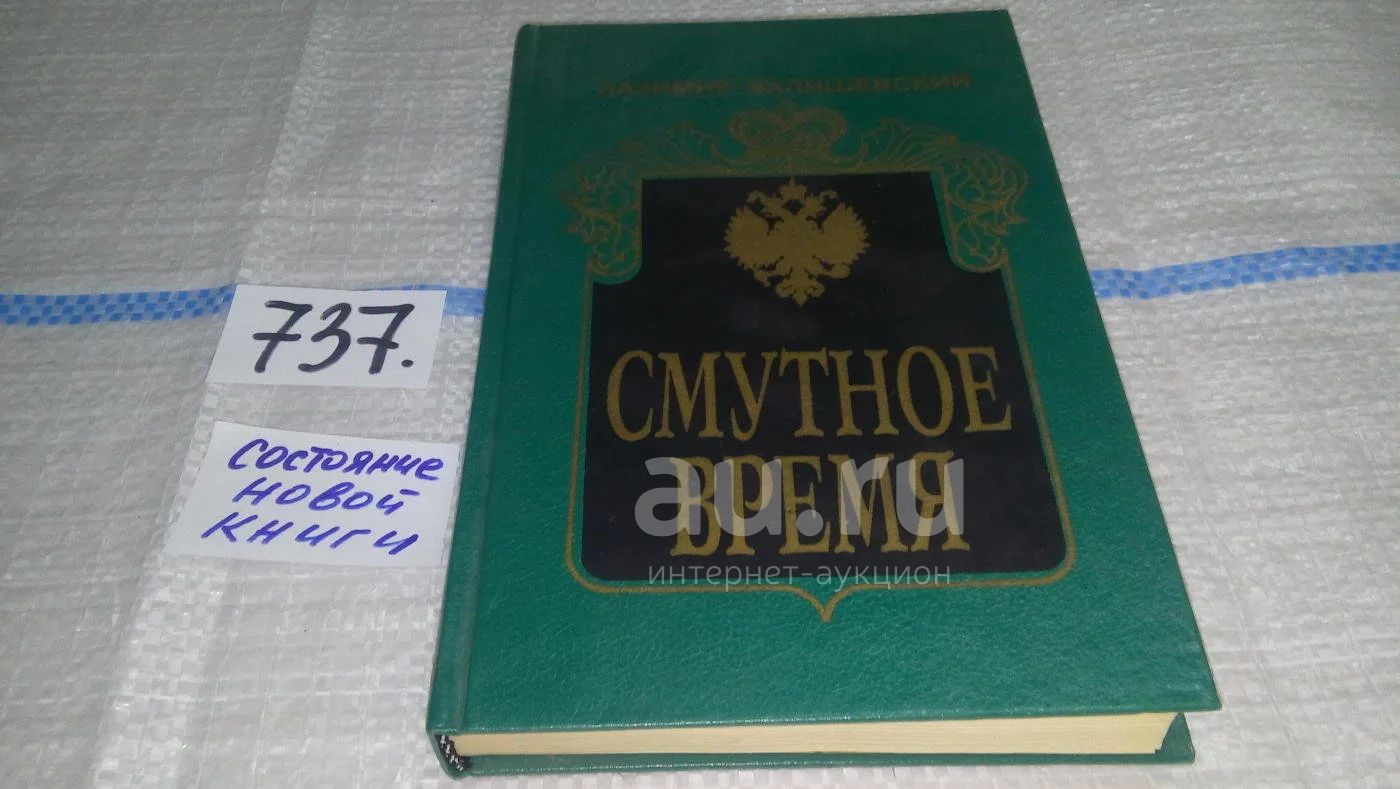 КАЗИМИР ВАЛИШЕВСКИЙ
СМУТНОЕ
ВРЕМЯ
737.
СОСТОЯНИЕ
НОВОЙ
КНИГИ
au.ru
интернет-аукцион